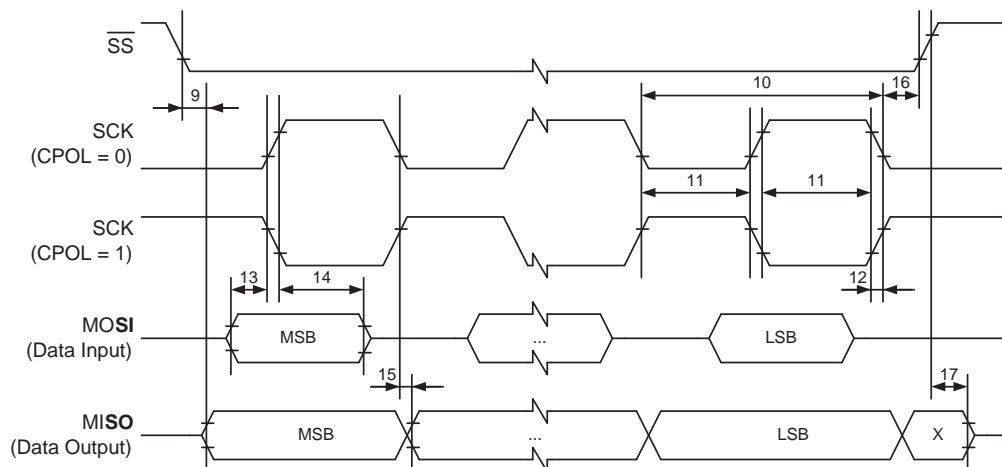 SS
10
16
9
SCK
(CPOL = 0)
11
11
SCK
(CPOL = 1)
13
14
12
MOSI
(Data Input)
MSB
...
LSB
15
17
MISO
(Data Output)
MSB
...
LSB
X